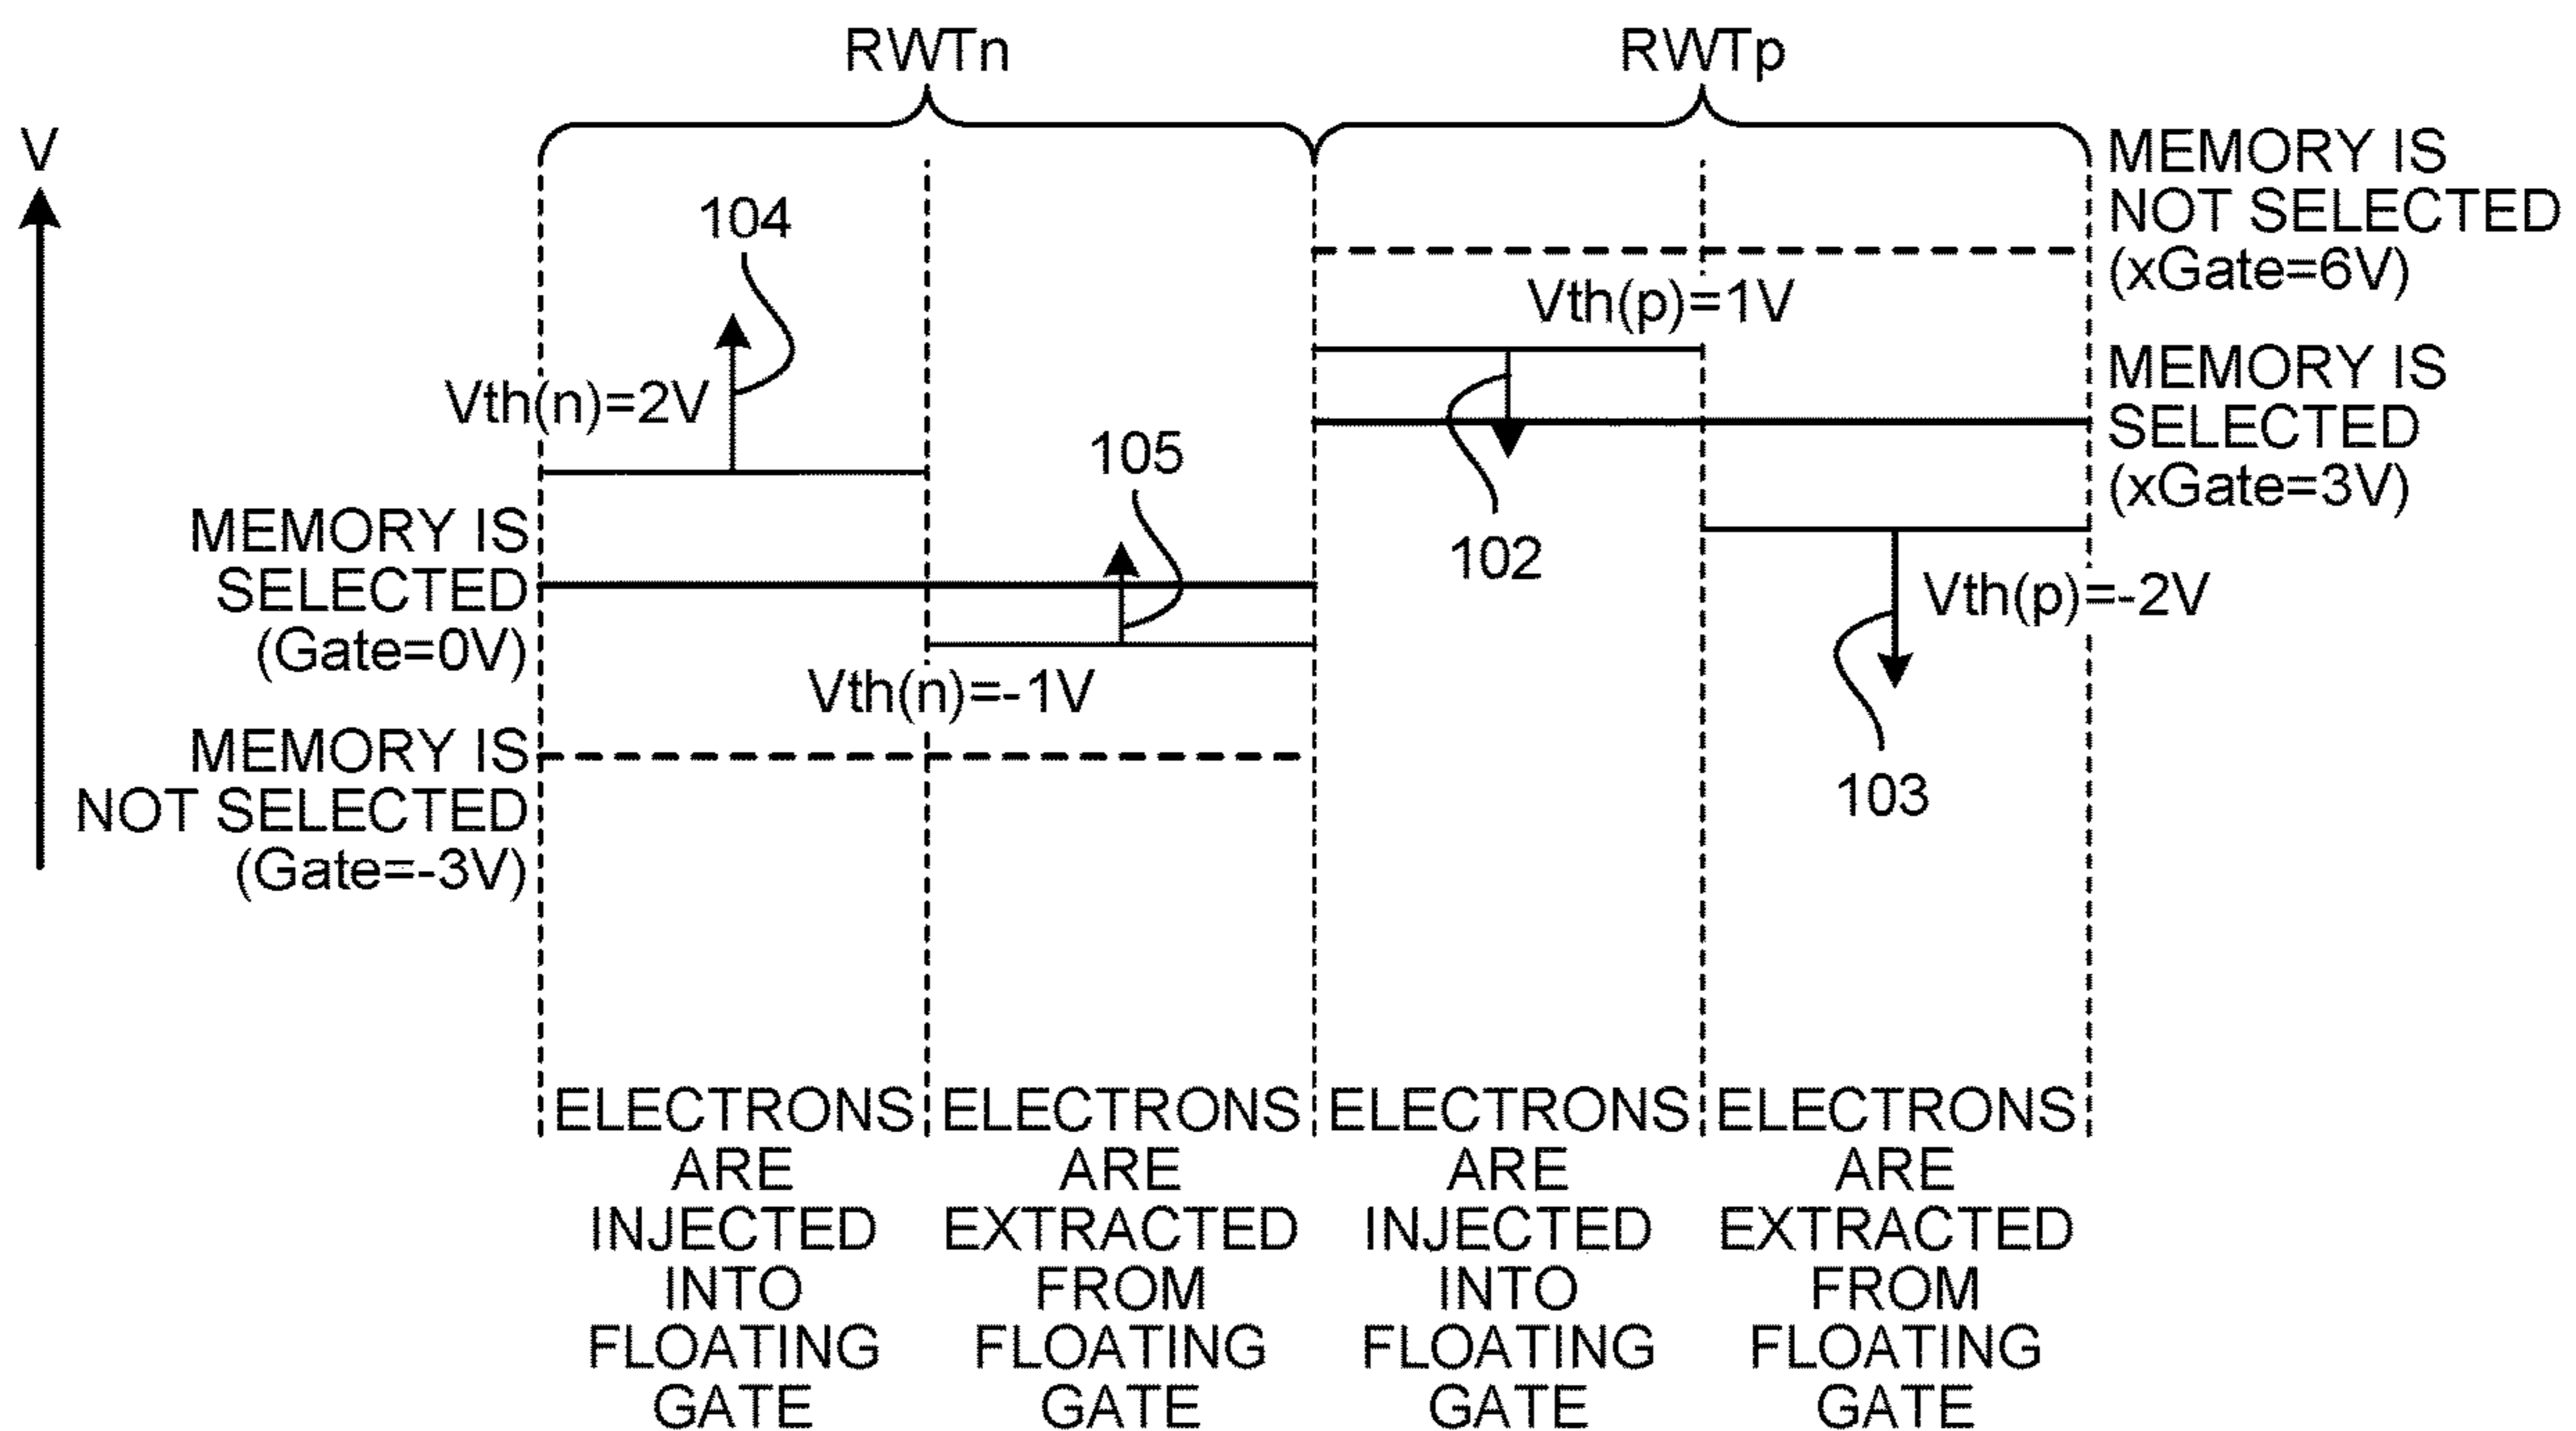 RWTn
RWTp
V
MEMORY IS
NOT SELECTED
(xGate=6V)
104
Vth(p)=1V
Vth(n)=2V
MEMORY IS
SELECTED
(xGate=3V)
105
102
MEMORY IS
SELECTED
(Gate=0V)
Vth(p)=-2V
Vth(n)=-1V
MEMORY IS
NOT SELECTED
(Gate=-3V)
103
ELECTRONS
ARE
INJECTED
INTO
FLOATING
GATE
ELECTRONS
ARE
EXTRACTED
FROM
FLOATING
GATE
ELECTRONS
ARE
INJECTED
INTO
FLOATING
GATE
ELECTRONS
ARE
EXTRACTED
FROM
FLOATING
GATE